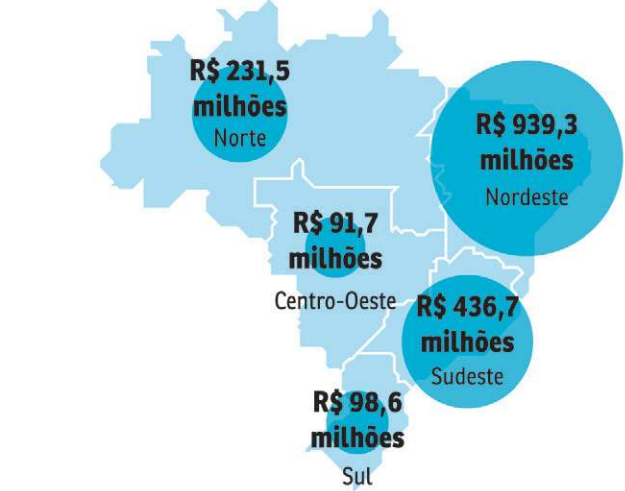 R$ 231,5
milhões
Norte
R$ 939,3
milhões
Nordeste
R$ 91,7
milhões
Centro-Oeste
R$ 436,7
milhões
Sudeste
R$ 98,6
milhões
Sul